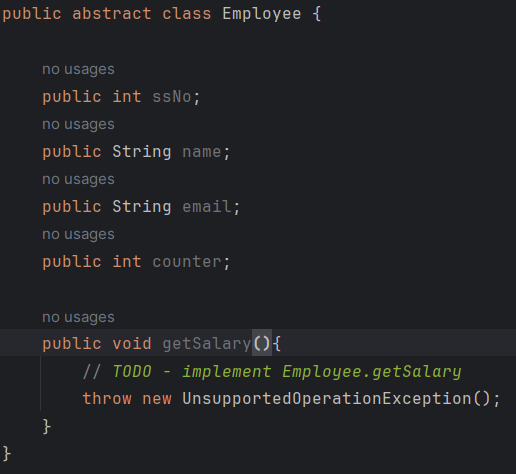 public abstract class Employee {
no usages
public int ssNo;
no usages
public String name;
no usages
public String email;
no usages
public int counter;
no usages
public void getSalary(){
// TODO - implement Employee.getSalary
throw new UnsupportedOperationException();
}
}